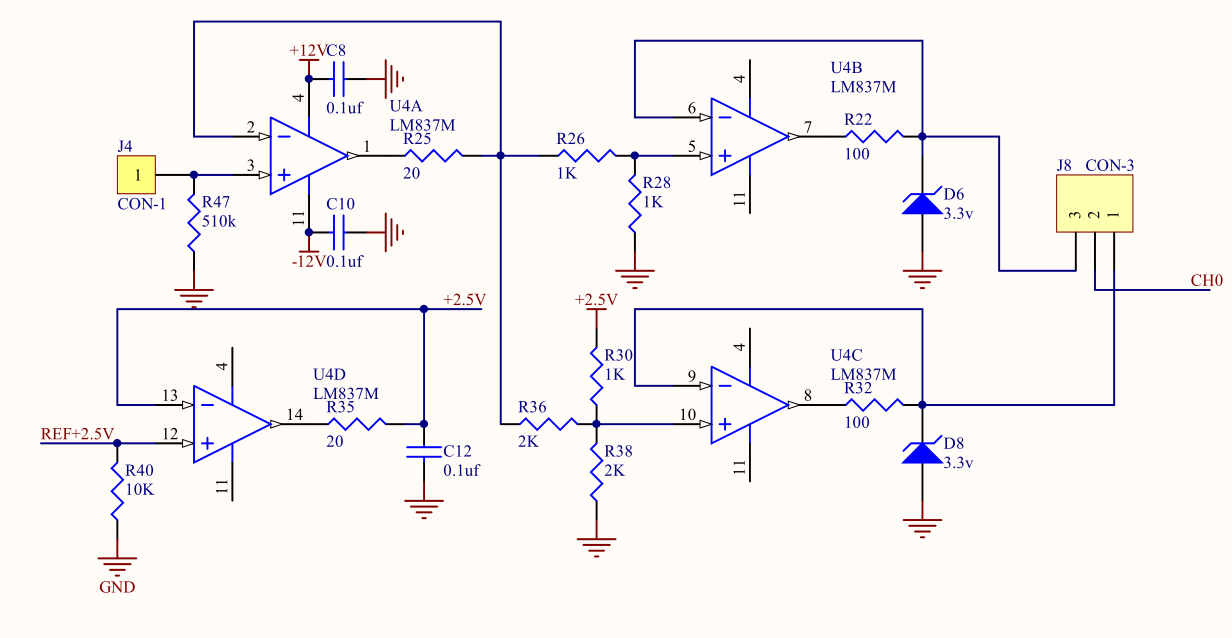 +12V C8
4
0.1uf
U4A
LM837M
2
1
R25
20
3
J4
1
CON-1
R47
510k
11
C10
-12V 0.1uf
U4B
LM837M
4
6
7
R22
100
5
R26
1K
R28
1K
11
D6
3.3v
J8 CON-3
3 2 1
CH0
+2.5V
4
U4D
LM837M
13
14
R35
20
12
REF+2.5V
R40
10K
11
C12
0.1uf
GND
+2.5V
R30
1K
4
U4C
LM837M
9
8
R32
100
10
R36
2K
R38
2K
11
D8
3.3v